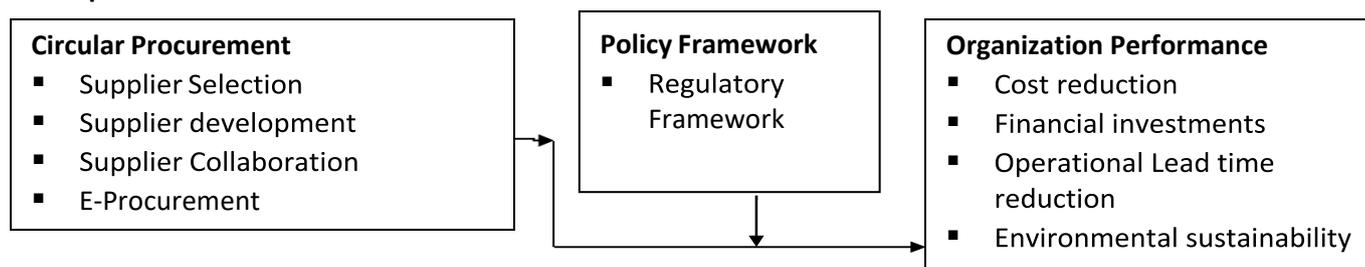 Circular Procurement
▪ Supplier Selection
▪ Supplier development
▪ Supplier Collaboration
▪ E-Procurement
Policy Framework
▪ Regulatory
Framework
Organization Performance
▪ Cost reduction
▪ Financial investments
▪ Operational Lead time
reduction
▪ Environmental sustainability